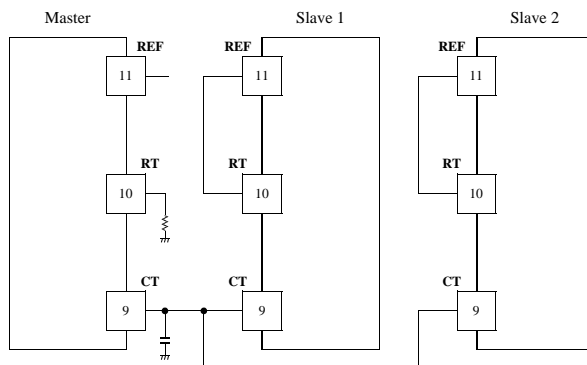 Master Slave 1 Slave 2
REF REF REF
11 11 11
RT RT RT
10 10 10
CT CT CT
9 9 9